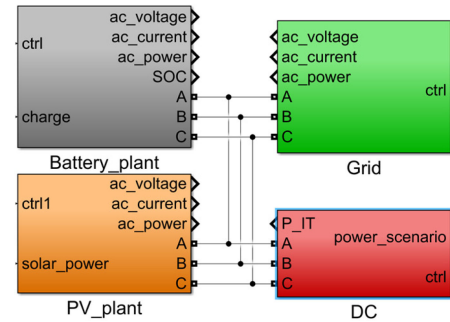 ac_voltage
ctrl
ac_current
ac_power
SOC
A
charge
B
C
Battery_plant
ac_voltage
ac_current
ac_power
ctrl
A
B
C
Grid
ac_voltage
ctrl1
ac_current
ac_power
A
solar_power
B
C
PV_plant
P_IT
power_scenario
A
B
ctrl
C
DC